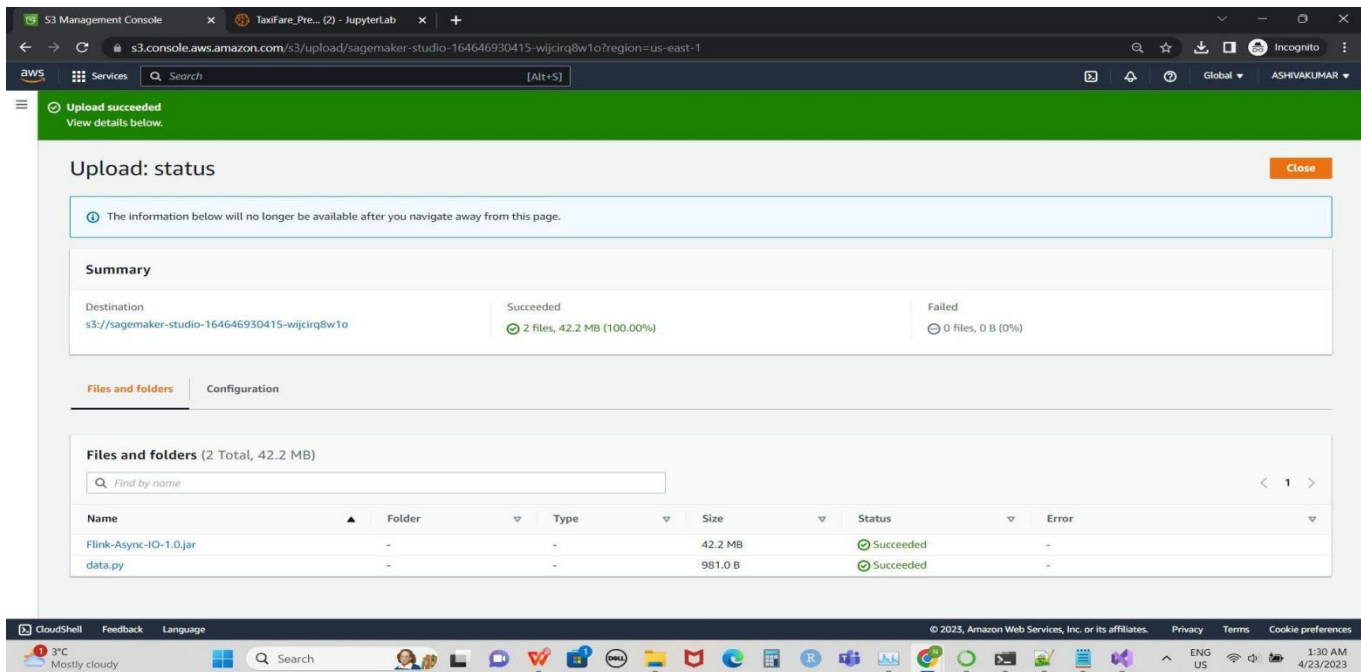 S3 Management Console
TaxiFare_Pre... (2) - JupyterLab
s3.console.aws.amazon.com/s3/upload/sagemaker-studio-164646930415-wijcirq8w1o?region=us-east-1
Incognito
aws Services Search [Alt+S] Global ASHIVAKUMAR
Upload succeeded
View details below.
Upload: status
Close
The information below will no longer be available after you navigate away from this page.
Summary
Destination Succeeded Failed
s3://sagemaker-studio-164646930415-wijcirq8w1o 2 files, 42.2 MB (100.00%) 0 files, 0 B (0%)
Files and folders Configuration
Files and folders (2 Total, 42.2 MB)
Find by name
1
Name Folder Type Size Status Error
Flink-Async-IO-1.0.jar - - 42.2 MB Succeeded -
data.py - - 981.0 B Succeeded -
CloudShell Feedback Language © 2023, Amazon Web Services, Inc. or its affiliates. Privacy Terms Cookie preferences
1 3°C
Mostly cloudy
Search
DELL
R
ENG
US
1:30 AM
4/23/2023